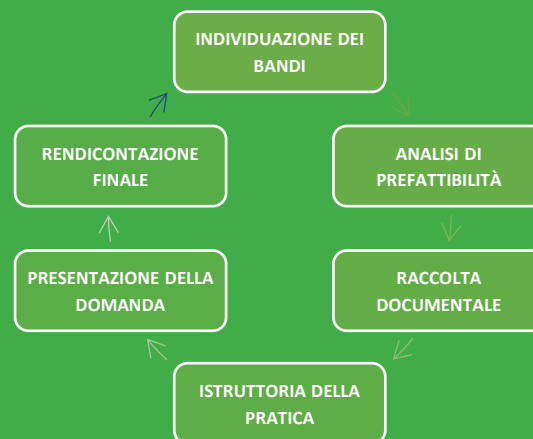 INDIVIDUAZIONE DEI
BANDI
ANALISI DI
PREFATTIBILITÀ
RACCOLTA
DOCUMENTALE
ISTRUTTORIA DELLA
PRATICA
PRESENTAZIONE DELLA
DOMANDA
RENDICONTAZIONE
FINALE